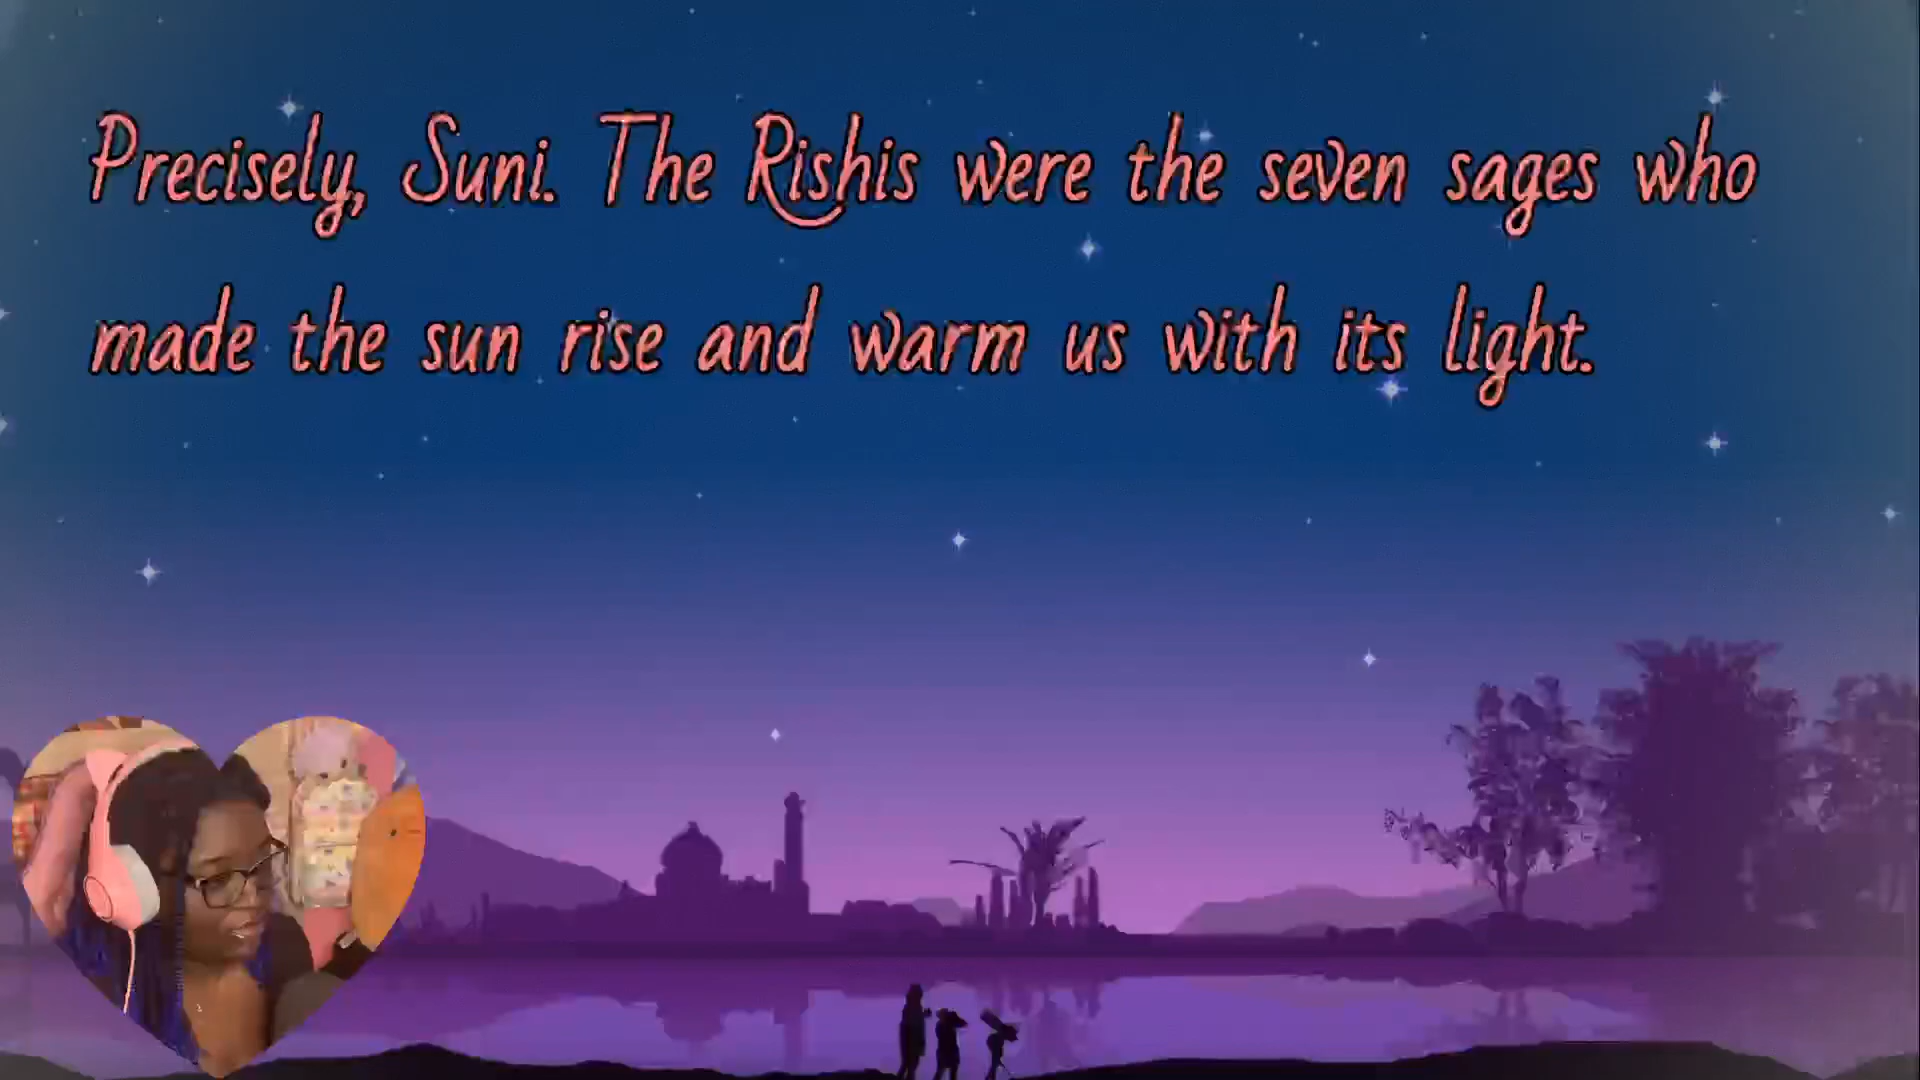 Precisely, Suni. The Rishis were the seven sages who
made the sun rise and warm us with its light.